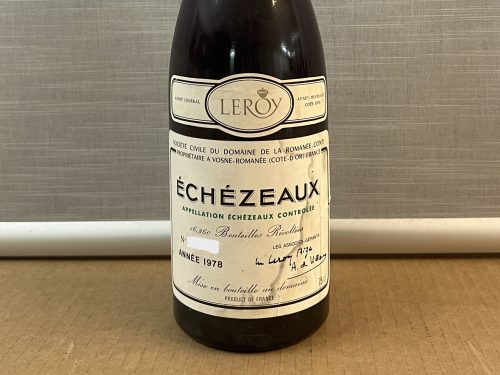 LEROY
SOCIÉTÉ CIVILE DU DOMAINE DE LA ROMANÉE-CONTI
PROPRIÉTAIRE A VOSNE-ROMANÉE (COTE-D'OR) FRANCE
ÉCHÉZEAUX
APPELLATION ÉCHÉZEAUX CONTROLÉE
Bouteilles Récoltées
LES ASSOCIÉS-GÉRANTS
N°
ANNÉE 1978
Mise en bouteille au domaine
PRODUCT OF FRANCE